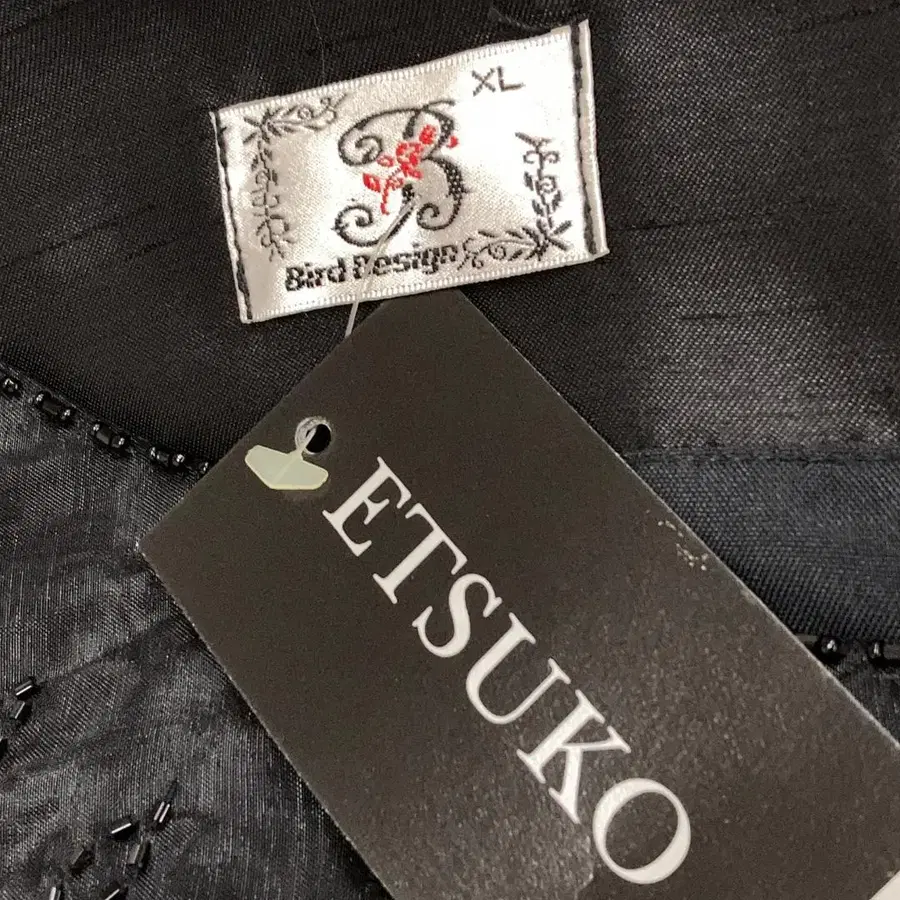 XL
B
Bird Design
ETSUKO